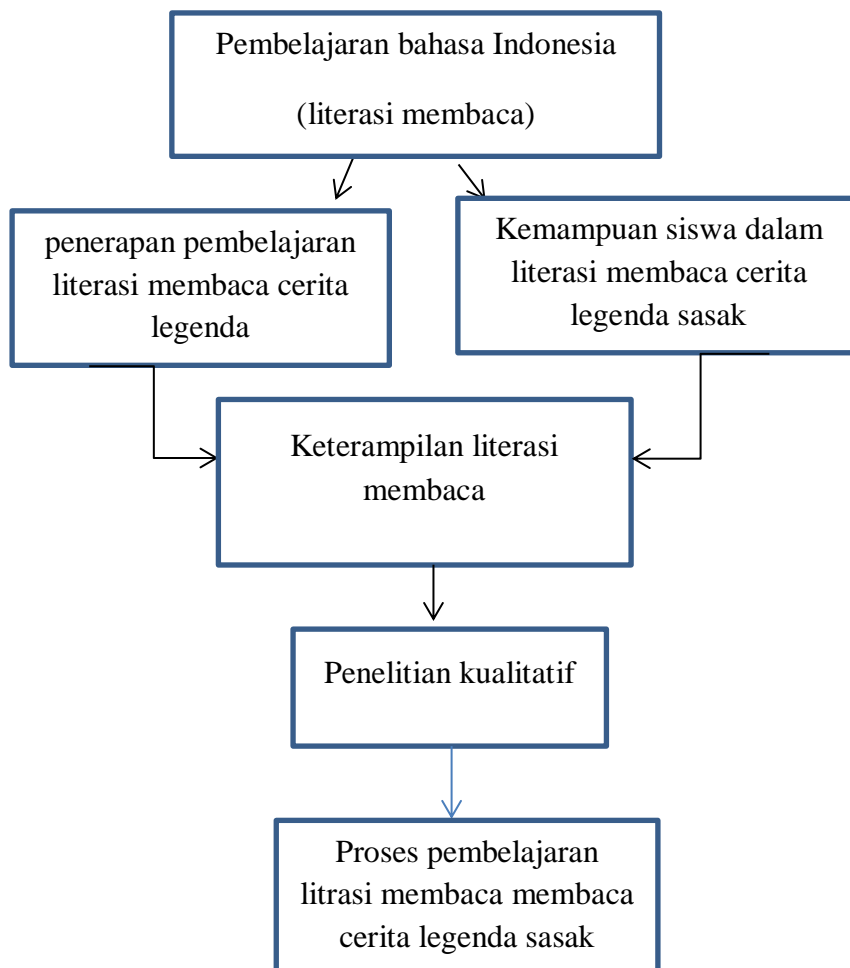 Pembelajaran bahasa Indonesia
(literasi membaca)
penerapan pembelajaran
literasi membaca cerita
legenda
Kemampuan siswa dalam
literasi membaca cerita
legenda sasak
Keterampilan literasi
membaca
Penelitian kualitatif
Proses pembelajaran
litrasi membaca membaca
cerita legenda sasak